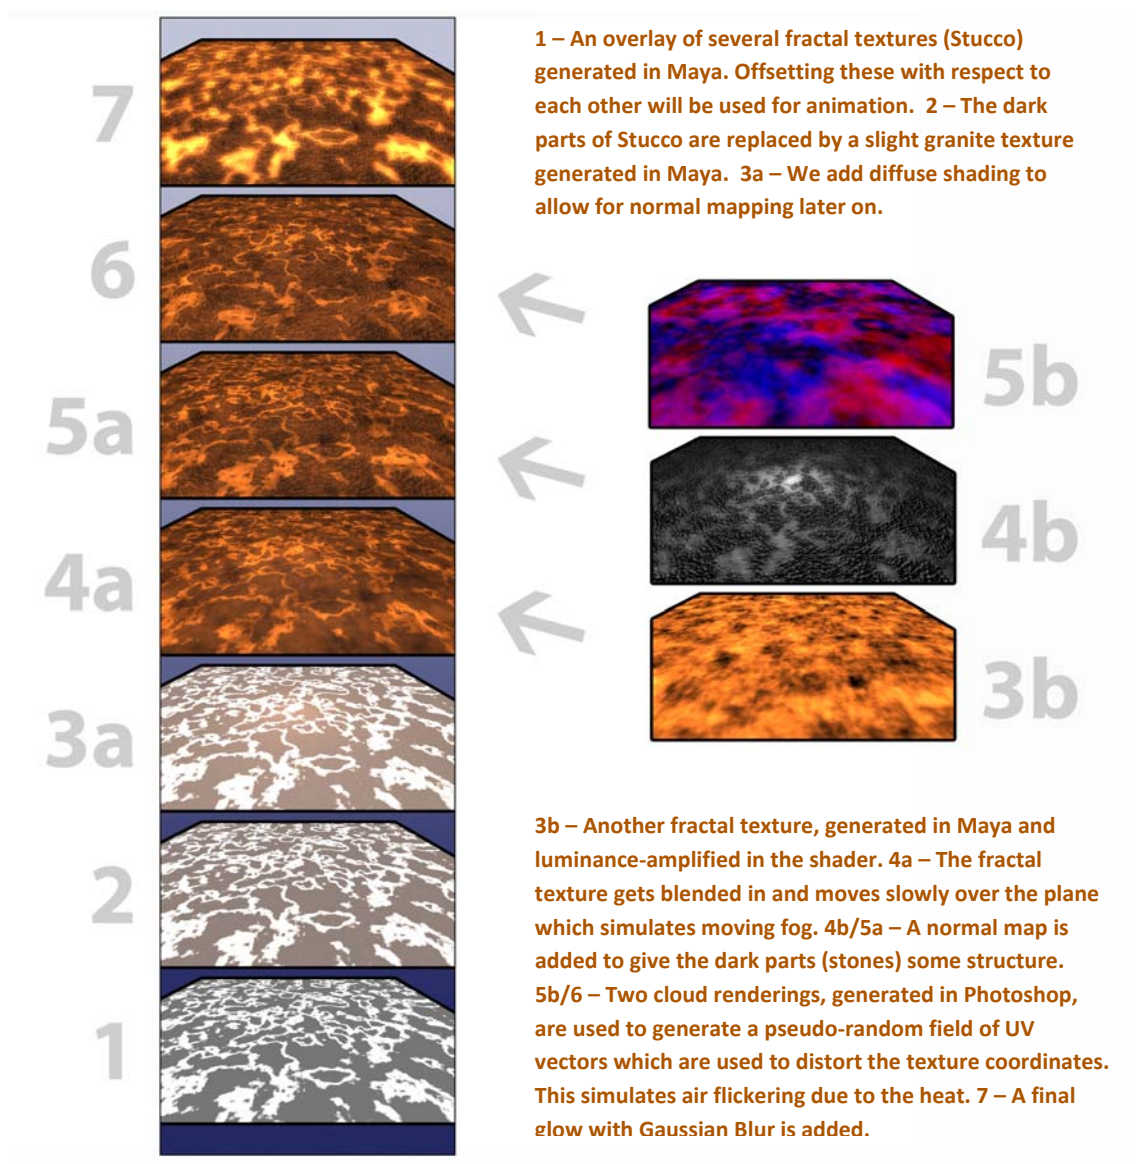 1 – An overlay of several fractal textures (Stucco)
generated in Maya. Offsetting these with respect to
each other will be used for animation.  2 – The dark
parts of Stucco are replaced by a slight granite texture
generated in Maya.  3a – We add diffuse shading to
allow for normal mapping later on.
7
6
5a
4a
3a
2
1
5b
4b
3b
3b – Another fractal texture, generated in Maya and
luminance-amplified in the shader. 4a – The fractal
texture gets blended in and moves slowly over the plane
which simulates moving fog. 4b/5a – A normal map is
added to give the dark parts (stones) some structure.
5b/6 – Two cloud renderings, generated in Photoshop,
are used to generate a pseudo-random field of UV
vectors which are used to distort the texture coordinates.
This simulates air flickering due to the heat. 7 – A final
glow with Gaussian Blur is added.